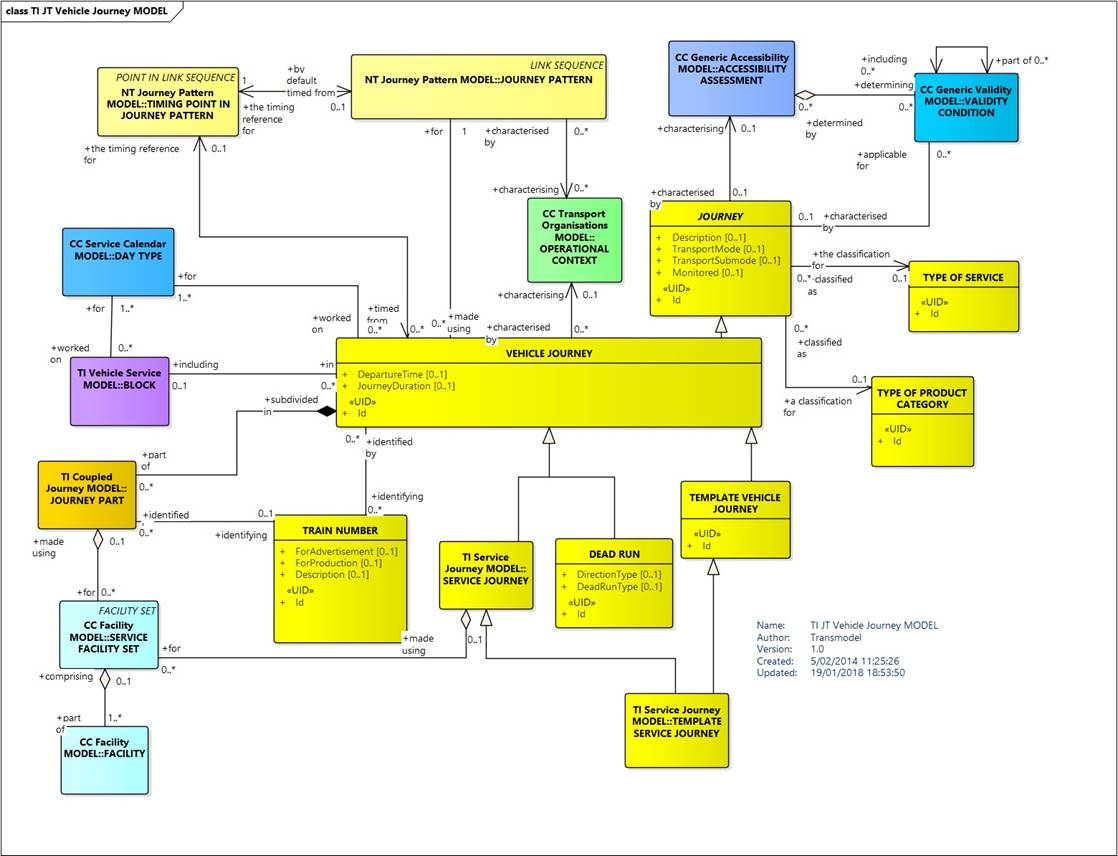 class TI JT Vehicle Journey MODEL
POINT IN LINK SEQUENCE
NT Journey Pattern
MODEL::TIMING POINT IN
JOURNEY PATTERN
1
+by
default
timed from
0..1
+the timing
reference
for
LINK SEQUENCE
NT Journey Pattern MODEL::JOURNEY PATTERN
+the timing reference
for
0..1
+for
1
+characterised
by
0..*
CC Generic Accessibility
MODEL::ACCESSIBILITY
ASSESSMENT
+including
0..*
+part of 0..*
+determining
0..*
0..*
+determined
by
CC Generic Validity
MODEL::VALIDITY
CONDITION
+characterising
0..1
+applicable
for
0..*
+characterising
0..*
CC Transport
Organisations
MODEL::
OPERATIONAL
CONTEXT
+characterised
by
0..1
JOURNEY
+ Description [0..1]
+ TransportMode [0..1]
+ TransportSubmode [0..1]
+ Monitored [0..1]
«UID»
+ Id
0..1
+characterised
by
+the classification
for
0..1
0..*
+classified
as
TYPE OF SERVICE
«UID»
+ Id
CC Service Calendar
MODEL::DAY TYPE
+for
1..*
+for
1..*
+worked
on
0..*
+worked
on
0..*
+timed
from
0..*
0..*
+made
using
+characterising
0..1
+characterised
by
0..*
0..*
+classified
as
0..1
+a classification
for
TYPE OF PRODUCT
CATEGORY
«UID»
+ Id
TI Vehicle Service
MODEL::BLOCK
+including
0..1
+in
0..*
VEHICLE JOURNEY
+ DepartureTime [0..1]
+ JourneyDuration [0..1]
«UID»
+ Id
+subdivided
in
+part
of
0..*
0..*
+identified
by
+identifying
0..*
TI Coupled
Journey MODEL::
JOURNEY PART
+identified
0..*
0..1
+identifying
+made
using
0..1
TRAIN NUMBER
+ ForAdvertisement [0..1]
+ ForProduction [0..1]
+ Description [0..1]
«UID»
+ Id
TI Service
Journey MODEL::
SERVICE JOURNEY
DEAD RUN
+ DirectionType [0..1]
+ DeadRunType [0..1]
«UID»
+ Id
TEMPLATE VEHICLE
JOURNEY
«UID»
+ Id
+for
0..*
FACILITY SET
CC Facility
MODEL::SERVICE
FACILITY SET
+for
0..*
+made
using
0..1
+comprising
0..1
+part
of
1..*
CC Facility
MODEL::FACILITY
TI Service Journey
MODEL::TEMPLATE
SERVICE JOURNEY
Name: TI JT Vehicle Journey MODEL
Author: Transmodel
Version: 1.0
Created: 5/02/2014 11:25:26
Updated: 19/01/2018 18:53:50